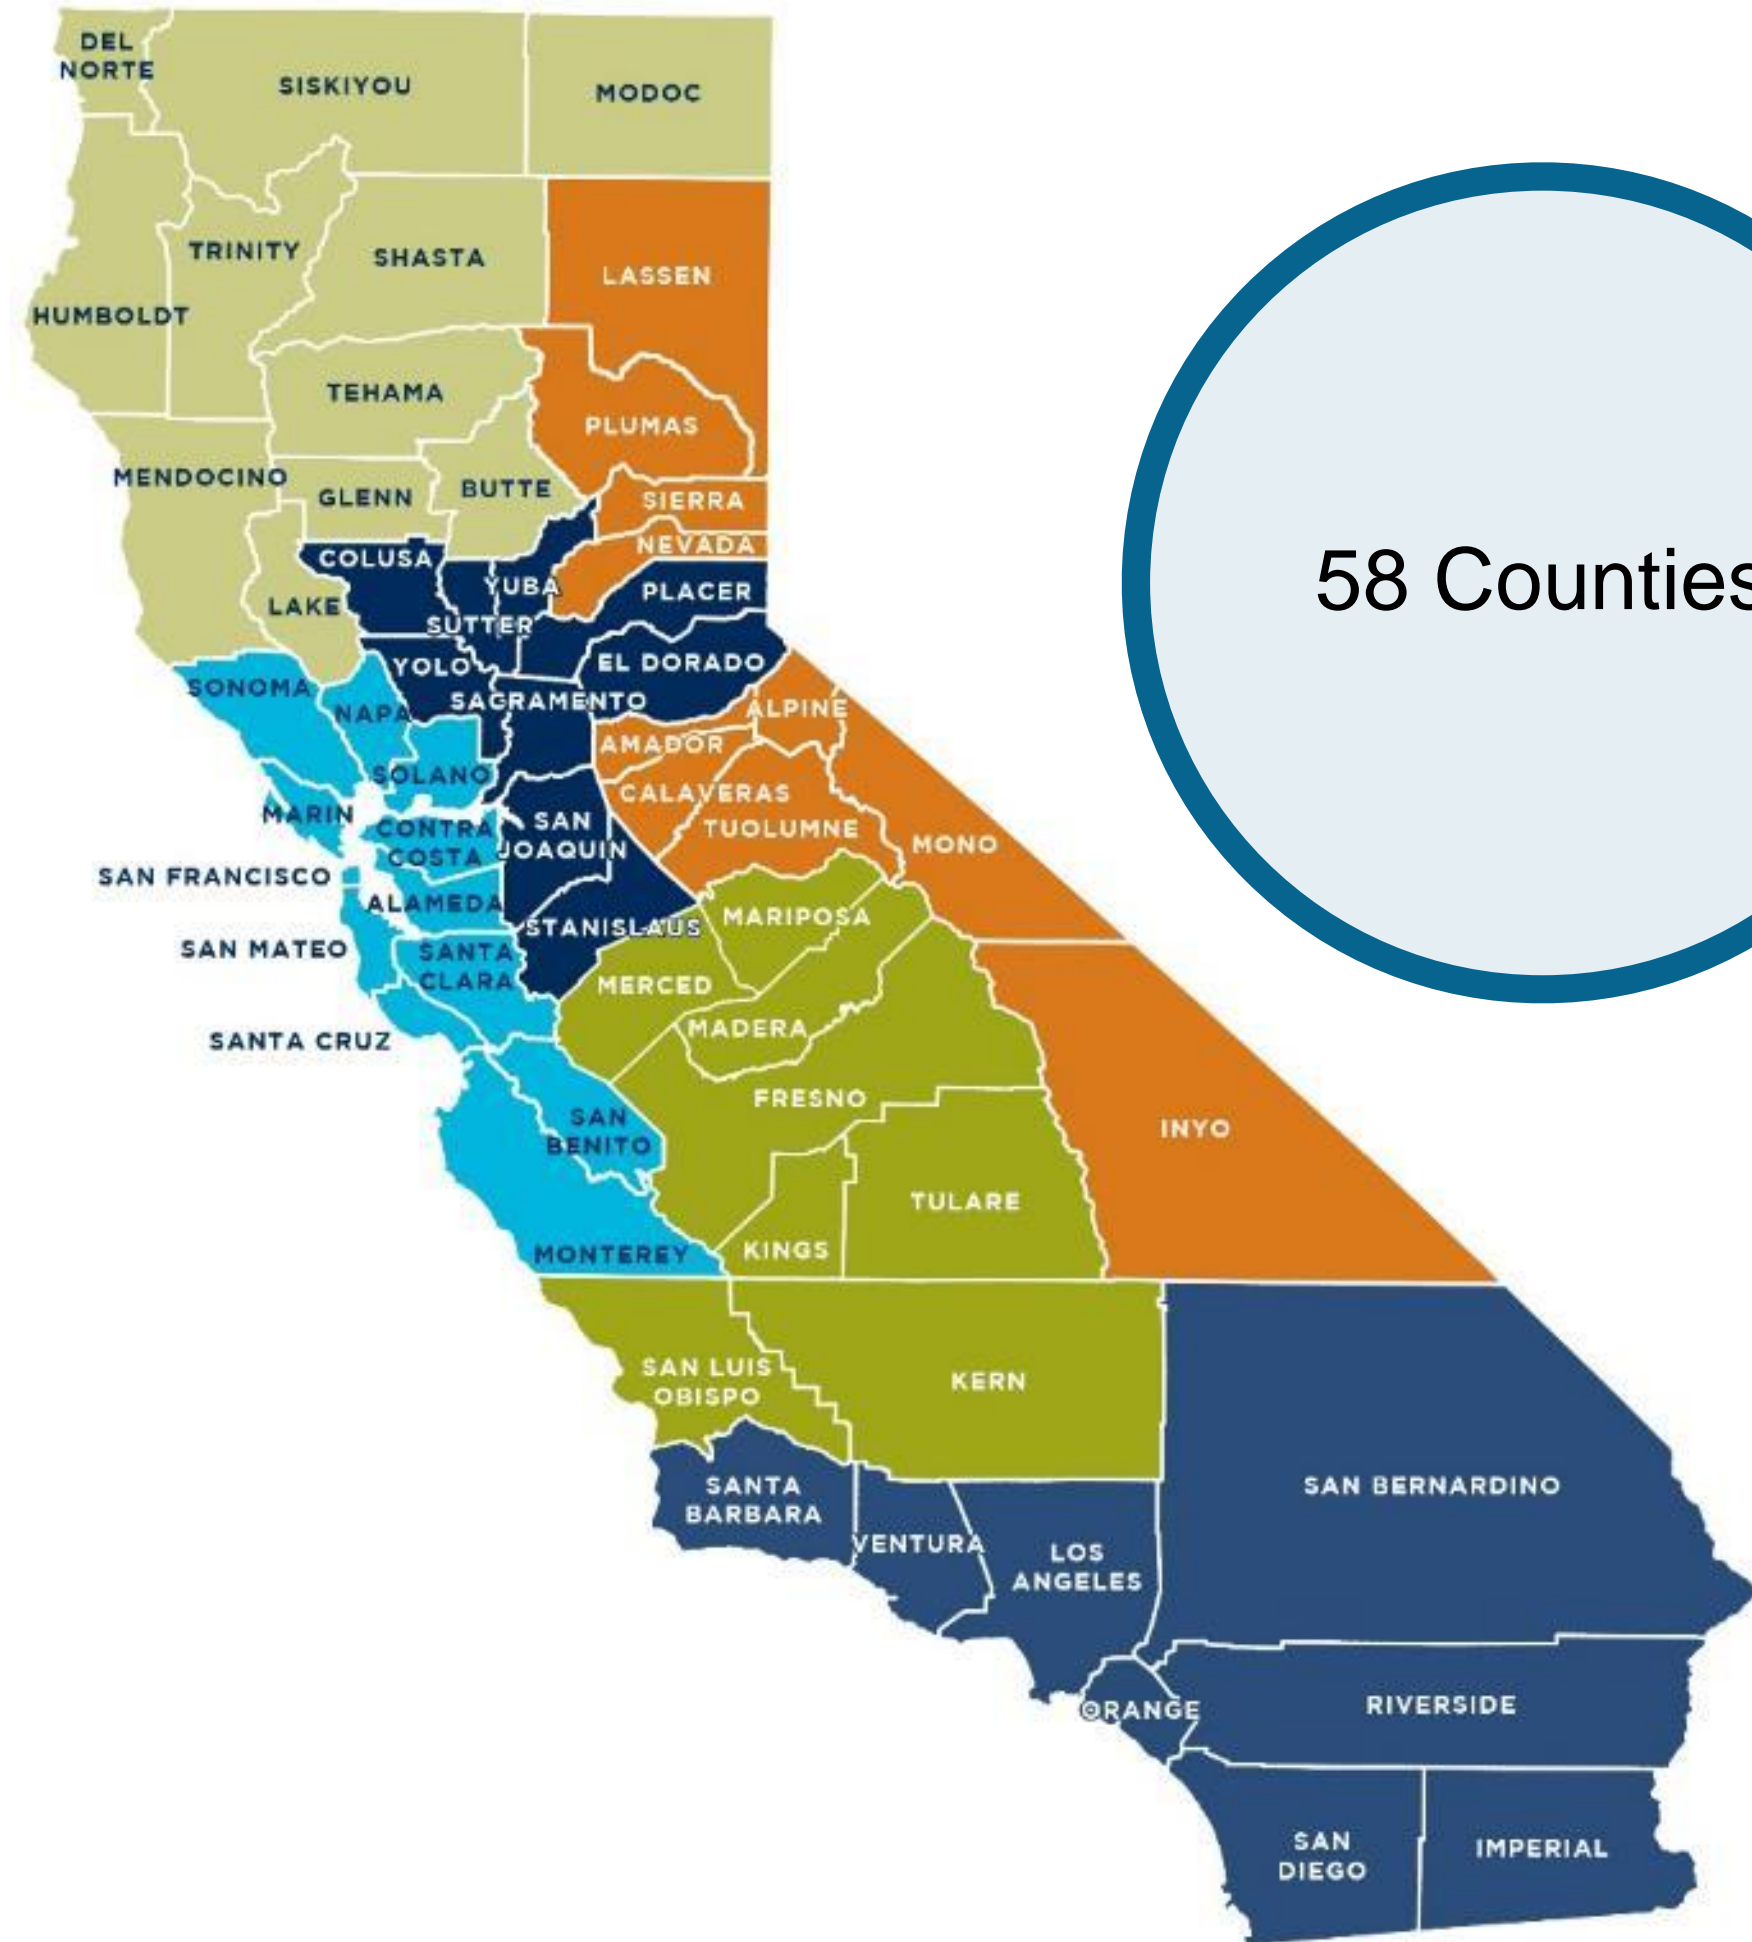 DEL
NORTE
SISKIYOU
MODOC
TRINITY
SHASTA
LASSEN
HUMBOLDT
TEHAMA
PLUMAS
MENDOCINO
GLENN
BUTTE
SIERRA
NEVADA
COLUSA
YUBA
PLACER
LAKE
SUTTER
YOLO
EL DORADO
SONOMA
SACRAMENTO
NAPA
ALPINE
AMADOR
SOLANO
CALAVERAS
MARIN
CONTRA
COSTA
SAN
JOAQUIN
TUOLUMNE
MONO
SAN FRANCISCO
ALAMEDA
STANISLAUS
MARIPOSA
SAN MATEO
SANTA
CLARA
MERCED
MADERA
SANTA CRUZ
FRESNO
SAN
BENITO
INYO
TULARE
MONTEREY
KINGS
SAN LUIS
OBISPO
KERN
SANTA
BARBARA
VENTURA
LOS
ANGELES
SAN BERNARDINO
ORANGE
RIVERSIDE
SAN
DIEGO
IMPERIAL
58 Counties